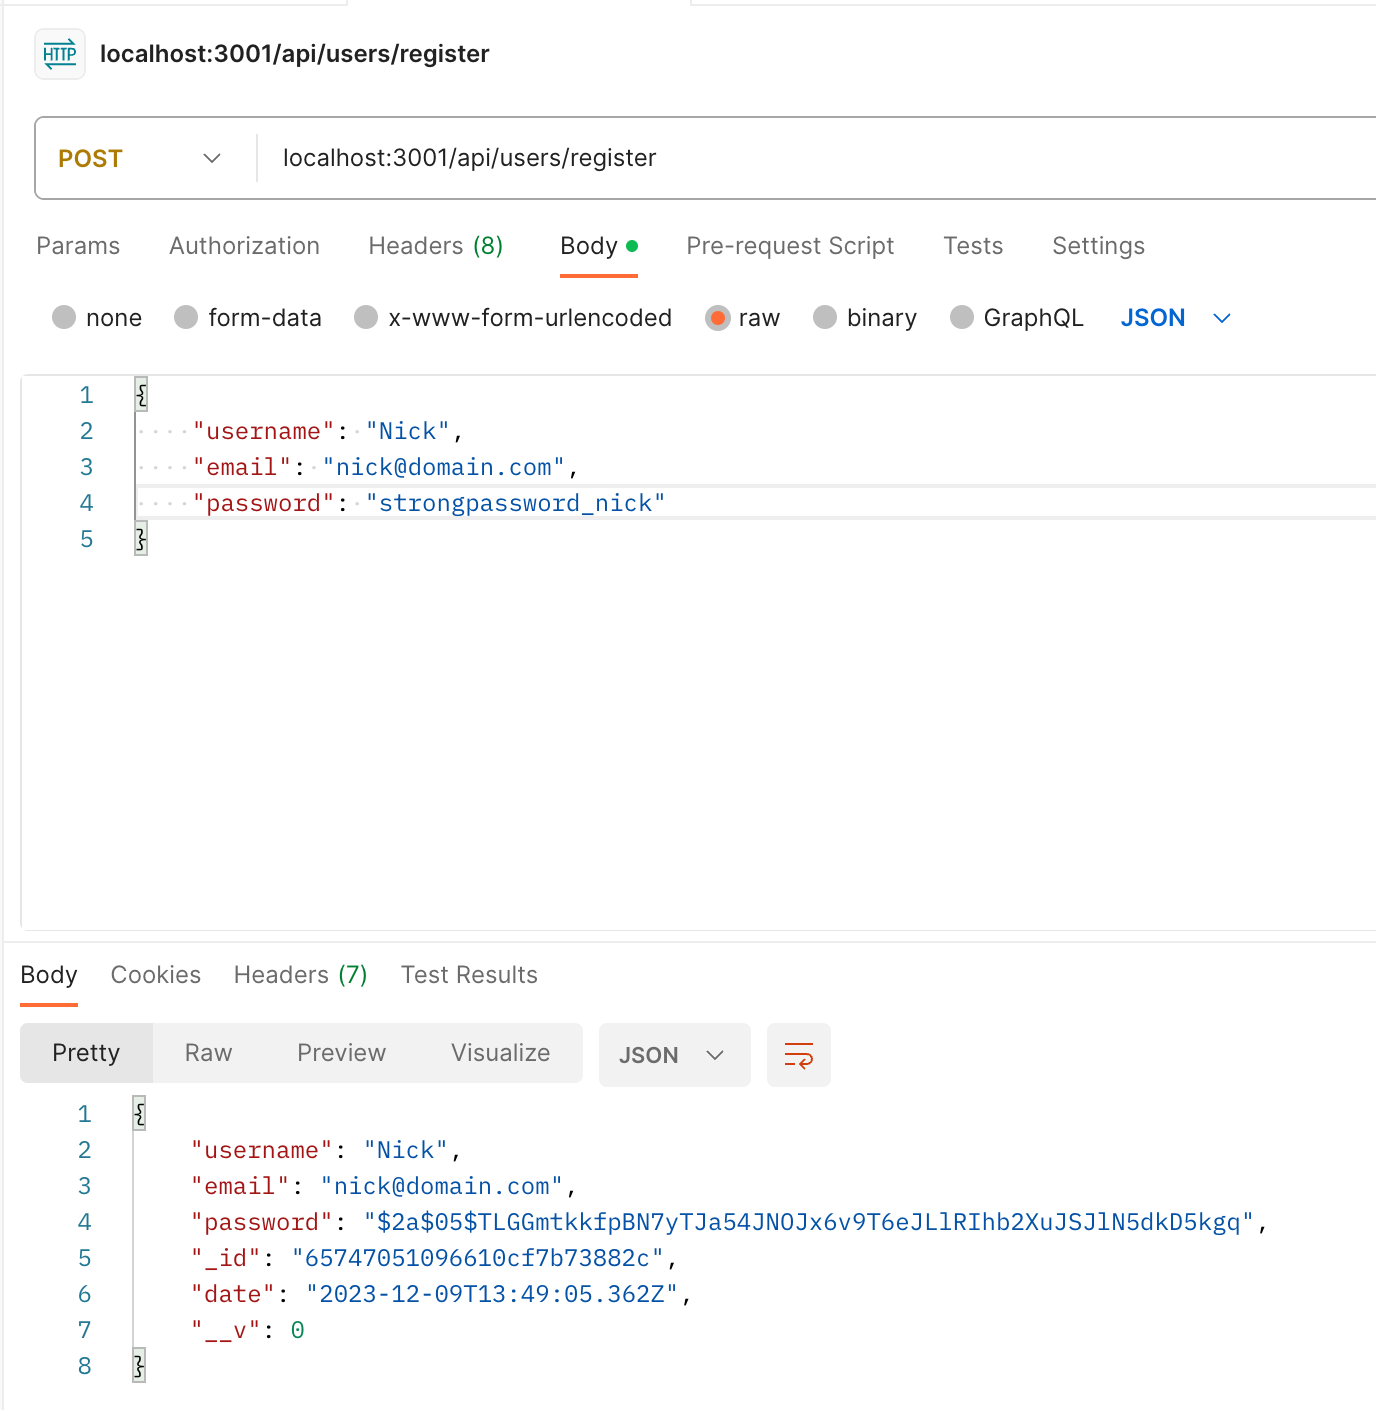 HTTP localhost:3001/api/users/register
POST localhost:3001/api/users/register
Params Authorization Headers (8) Body Pre-request Script Tests Settings
none form-data x-www-form-urlencoded raw binary GraphQL JSON
1 {
2 "username": "Nick",
3 "email": "nick@domain.com",
4 "password": "strongpassword_nick"
5 }
Body Cookies Headers (7) Test Results
Pretty Raw Preview Visualize JSON
1 {
2 "username": "Nick",
3 "email": "nick@domain.com",
4 "password": "$2a$05$TLGGmtkkfpBN7yTJa54JNOJx6v9T6eJLlRIhb2XuJSJlN5dkD5kgq",
5 "_id": "65747051096610cf7b73882c",
6 "date": "2023-12-09T13:49:05.362Z",
7 "__v": 0
8 }